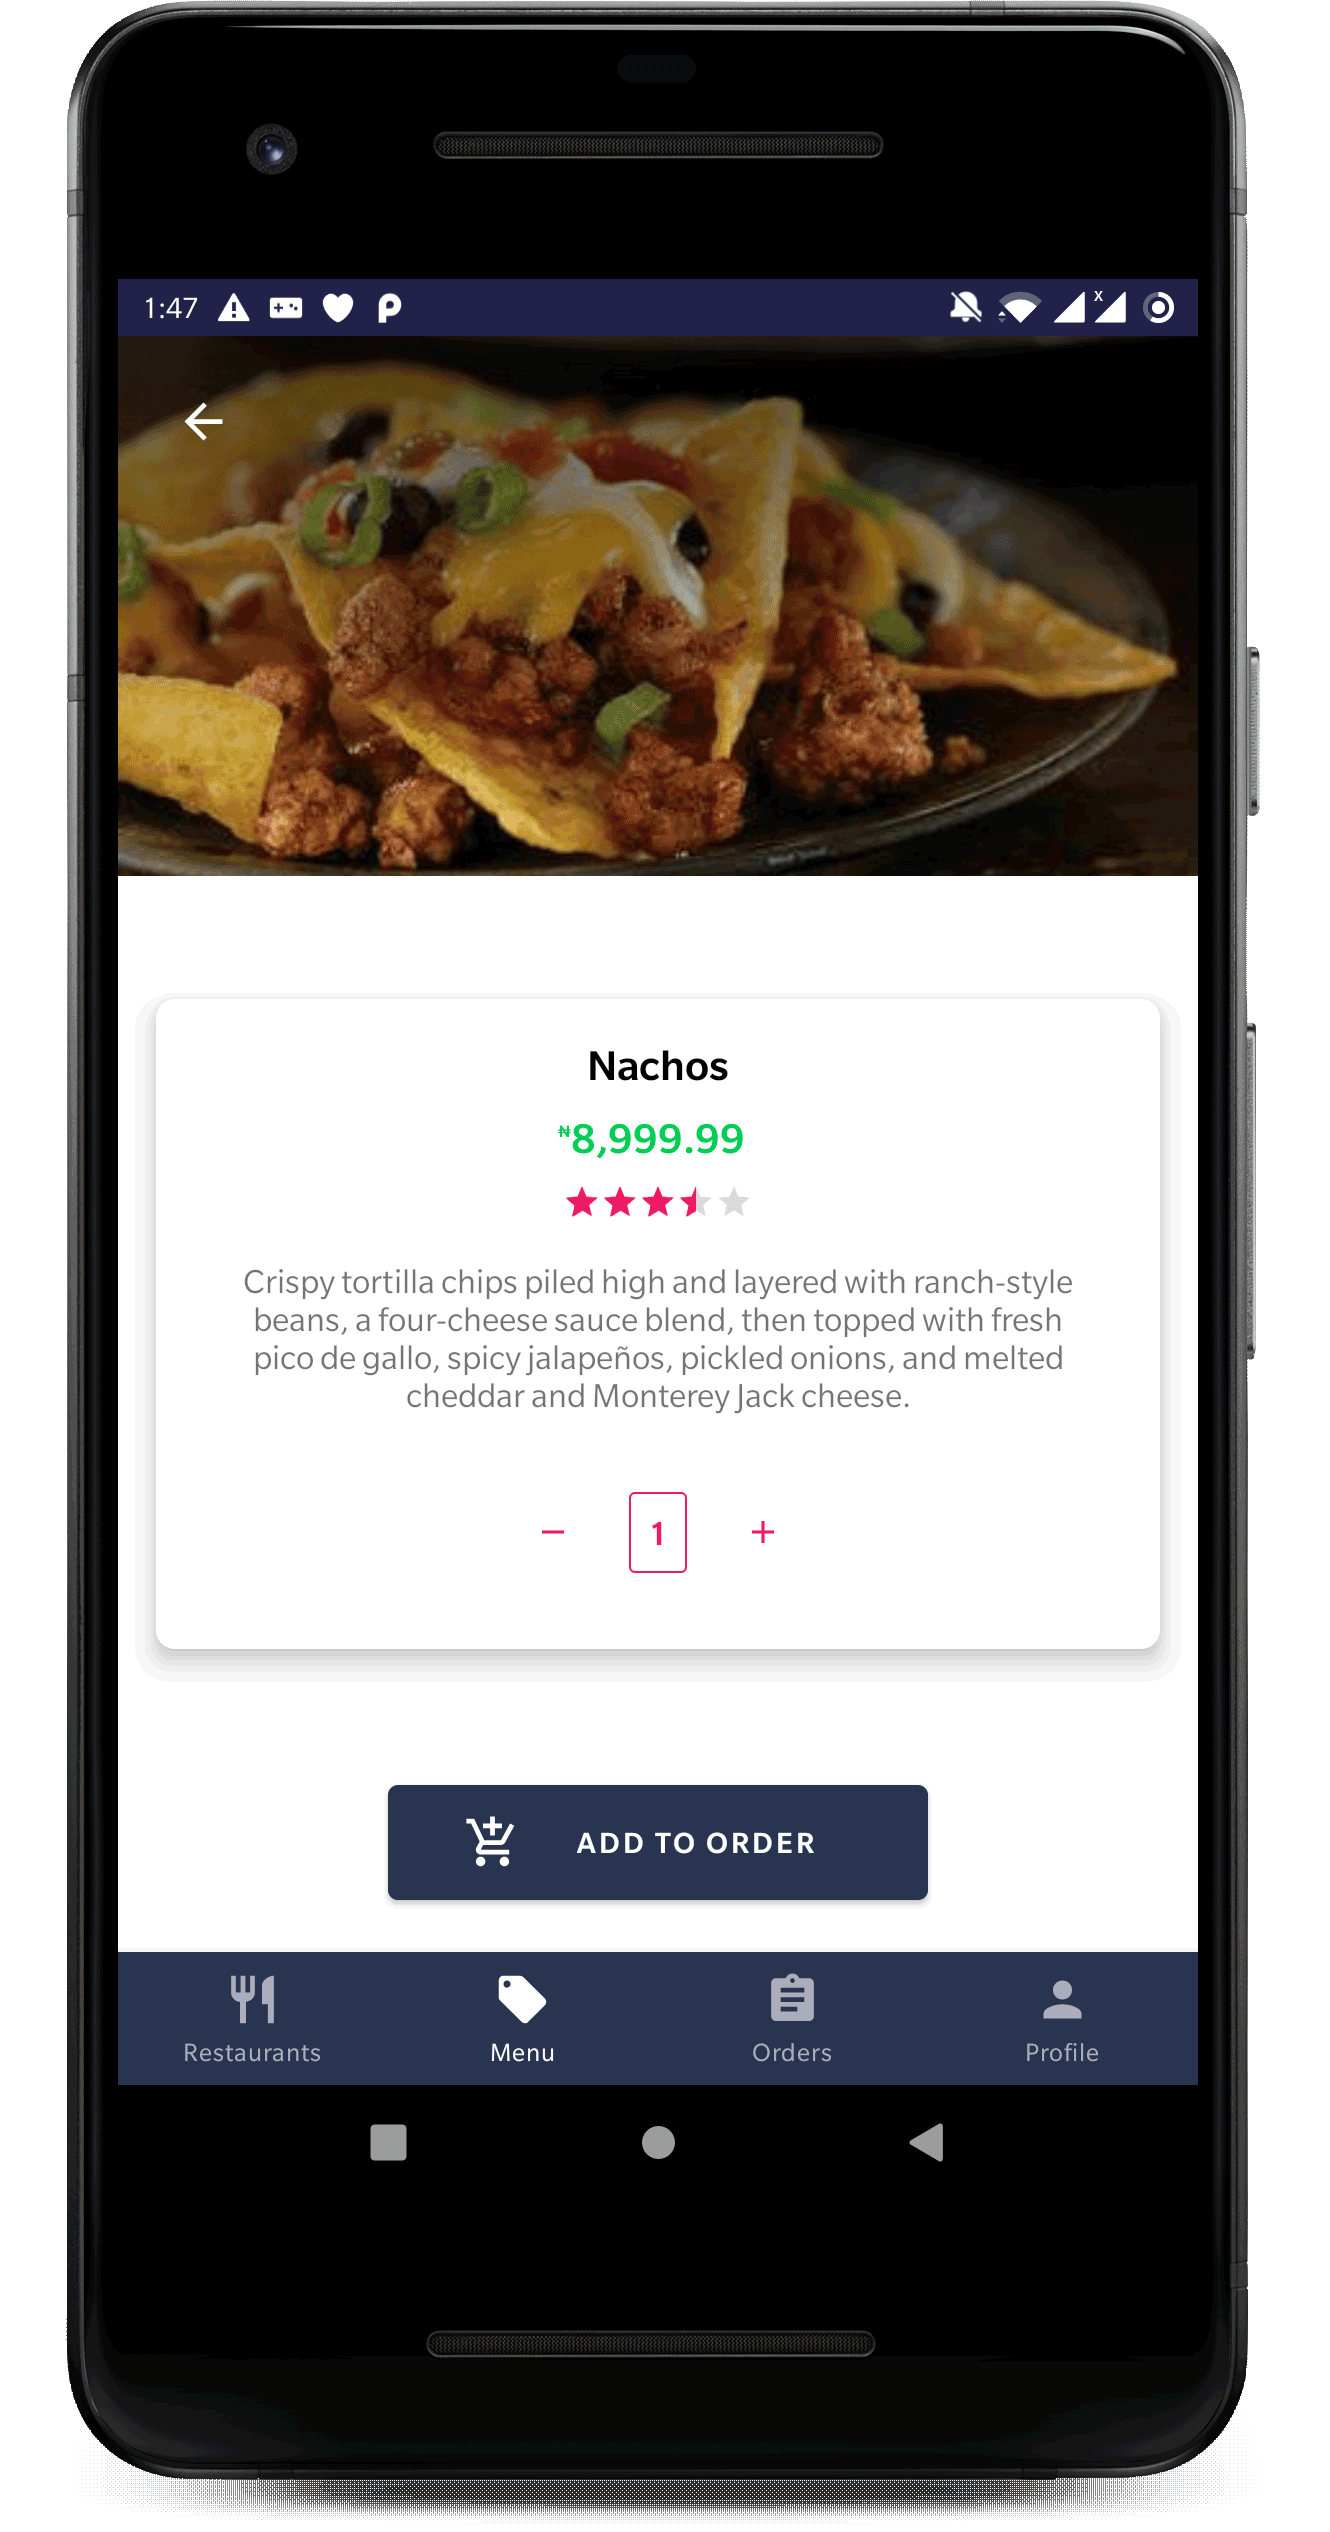 1:47
x
Nachos
₦8,999.99
Crispy tortilla chips piled high and layered with ranch-style
beans, a four-cheese sauce blend, then topped with fresh
pico de gallo, spicy jalapeños, pickled onions, and melted
cheddar and Monterey Jack cheese.
− 1 +
ADD TO ORDER
Restaurants Menu Orders Profile